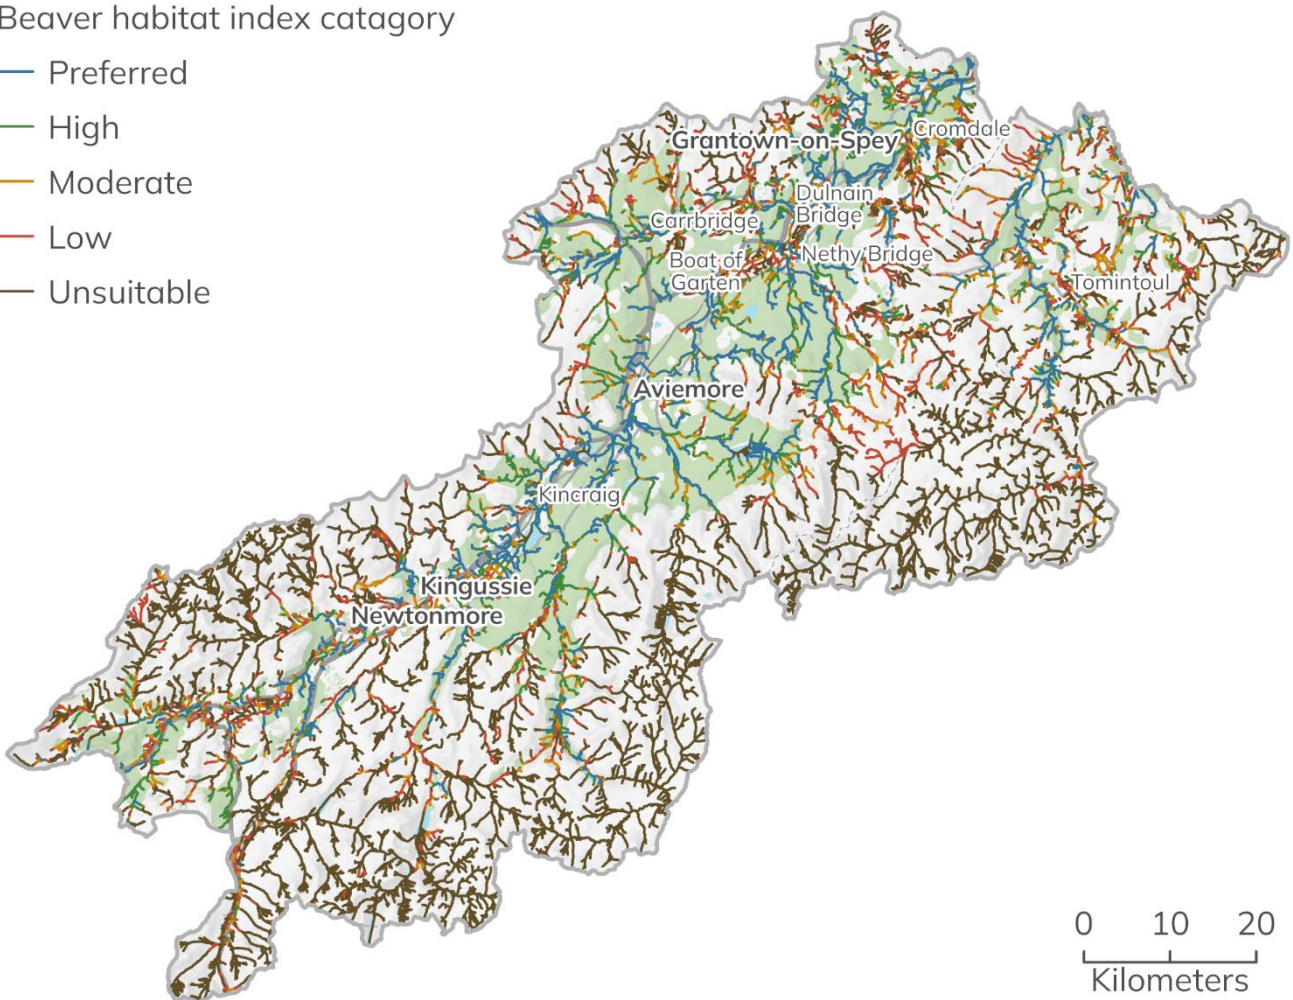 Beaver habitat index catagory
Preferred
High
Moderate
Low
Unsuitable
Cromdale
Grantown-on-Spey
Dulnain
Bridge
Carrbridge
Nethy Bridge
Boat of
Garten
Tomintoul
Aviemore
Kincraig
Kingussie
Newtonmore
0 10 20
Kilometers